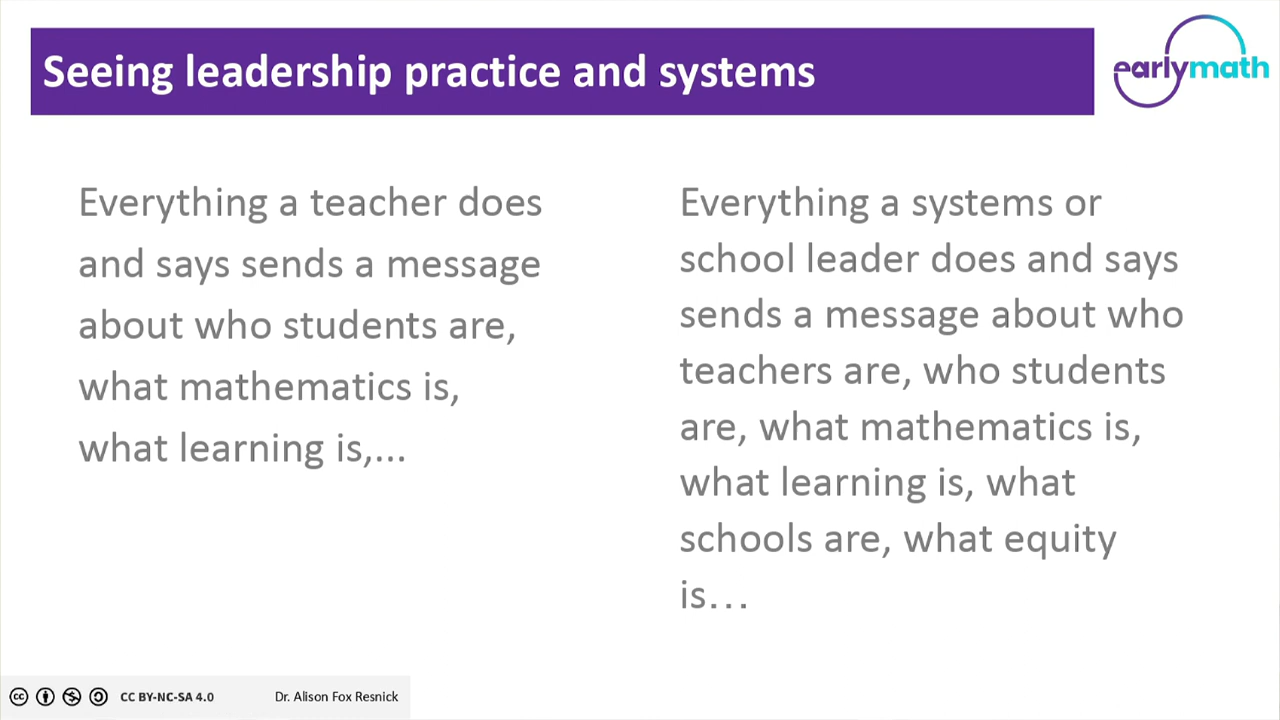 Seeing leadership practice and systems
earlymath
Everything a teacher does
and says sends a message
about who students are,
what mathematics is,
what learning is,...
Everything a systems or
school leader does and says
sends a message about who
teachers are, who students
are, what mathematics is,
what learning is, what
schools are, what equity
is...
CC BY-NC-SA 4.0
Dr. Alison Fox Resnick